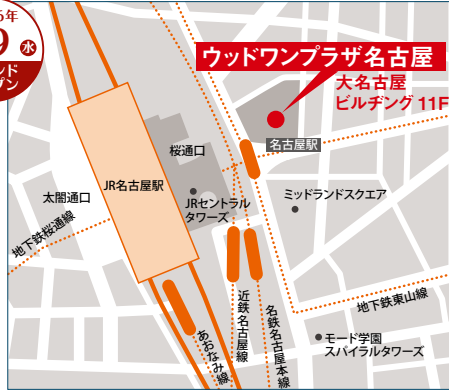 年
9 水
ウッドワンプラザ名古屋
大名古屋
ビルヂング 11F
名古屋駅
桜通口
JR名古屋駅
太閤通口
JRセントラル
タワーズ
ミッドランドスクエア
地下鉄桜通線
地下鉄東山線
近鉄名古屋線
名鉄名古屋本線
あおなみ線
モード学園
スパイラルタワーズ